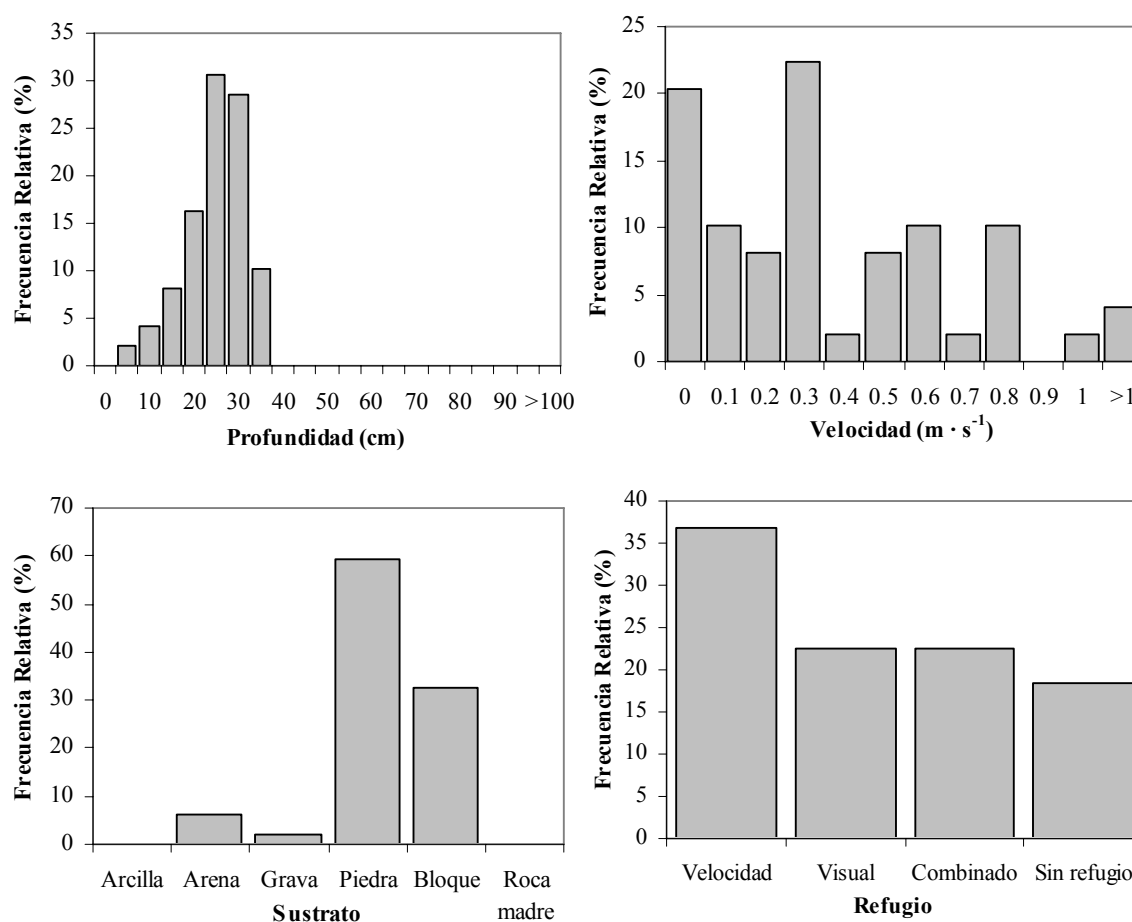 Frecuencia Relativa (%)
35
30
25
20
15
10
5
0
0 10 20 30 40 50 60 70 80 90 >100
Profundidad (cm)
Frecuencia Relativa (%)
25
20
15
10
5
0
0 0.1 0.2 0.3 0.4 0.5 0.6 0.7 0.8 0.9 1 >1
Velocidad (m · s⁻¹)
Frecuencia Relativa (%)
70
60
50
40
30
20
10
0
Arcilla Arena Grava Piedra Bloque Roca
madre
Sustrato
Frecuencia Relativa (%)
40
35
30
25
20
15
10
5
0
Velocidad Visual Combinado Sin refugio
Refugio